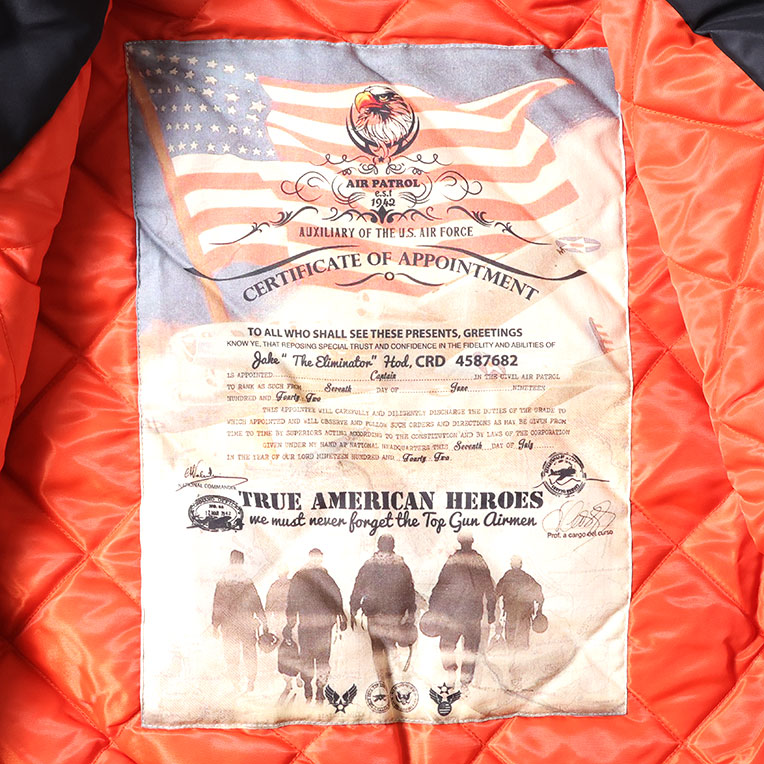 AIR PATROL
e.s.t
1942
AUXILIARY OF THE U.S. AIR FORCE
CERTIFICATE OF APPOINTMENT
TO ALL WHO SHALL SEE THESE PRESENTS, GREETINGS
KNOW YE, THAT REPOSING SPECIAL TRUST AND CONFIDENCE IN THE FIDELITY AND ABILITIES OF
Jake " The Eliminator" Hod, CRD 4587682
IS APPOINTED Captain IN THE CIVIL AIR PATROL
TO RANK AS SUCH FROM Seventh DAY OF June NINETEEN
HUNDRED AND Fourty Two
THIS APPOINTEE WILL CAREFULLY AND DILIGENTLY DISCHARGE THE DUTIES OF THE GRADE TO
WHICH APPOINTED AND WILL OBSERVE AND FOLLOW SUCH ORDERS AND DIRECTIONS AS MAY BE GIVEN FROM
TIME TO TIME BY SUPERIORS ACTING ACCORDING TO THE CONSTITUTION AND BY LAWS OF THE CORPORATION
GIVEN UNDER MY HAND AT NATIONAL HEADQUARTERS THIS Seventh DAY OF July
IN THE YEAR OF OUR LORD NINETEEN HUNDRED AND Fourty Two
NATIONAL COMMANDER
TRUE AMERICAN HEROES
we must never forget the Top Gun Airmen
Prof. a cargo del curso